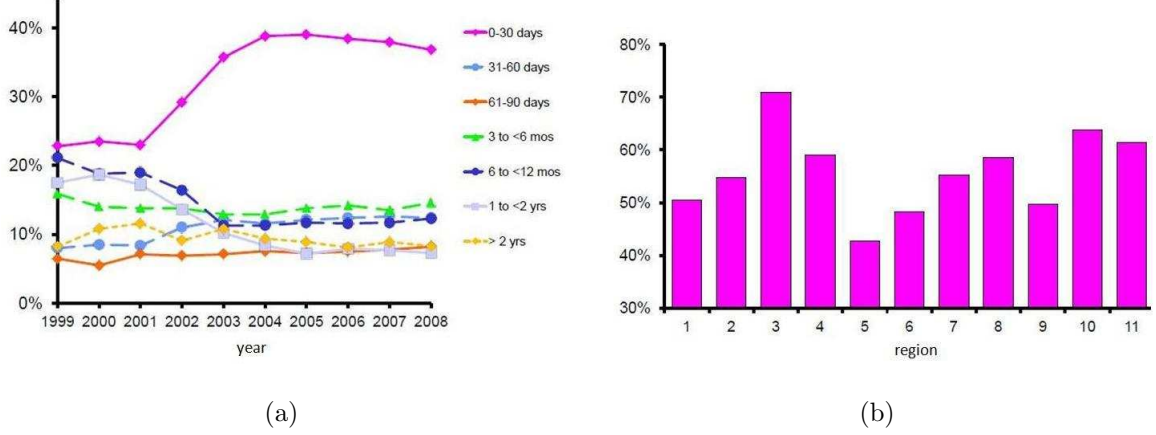 40%
30%
20%
10%
0%
1999 2000 2001 2002 2003 2004 2005 2006 2007 2008
year
0-30 days
31-60 days
61-90 days
3 to <6 mos
6 to <12 mos
1 to <2 yrs
> 2 yrs
(a)
80%
70%
60%
50%
40%
30%
1 2 3 4 5 6 7 8 9 10 11
region
(b)